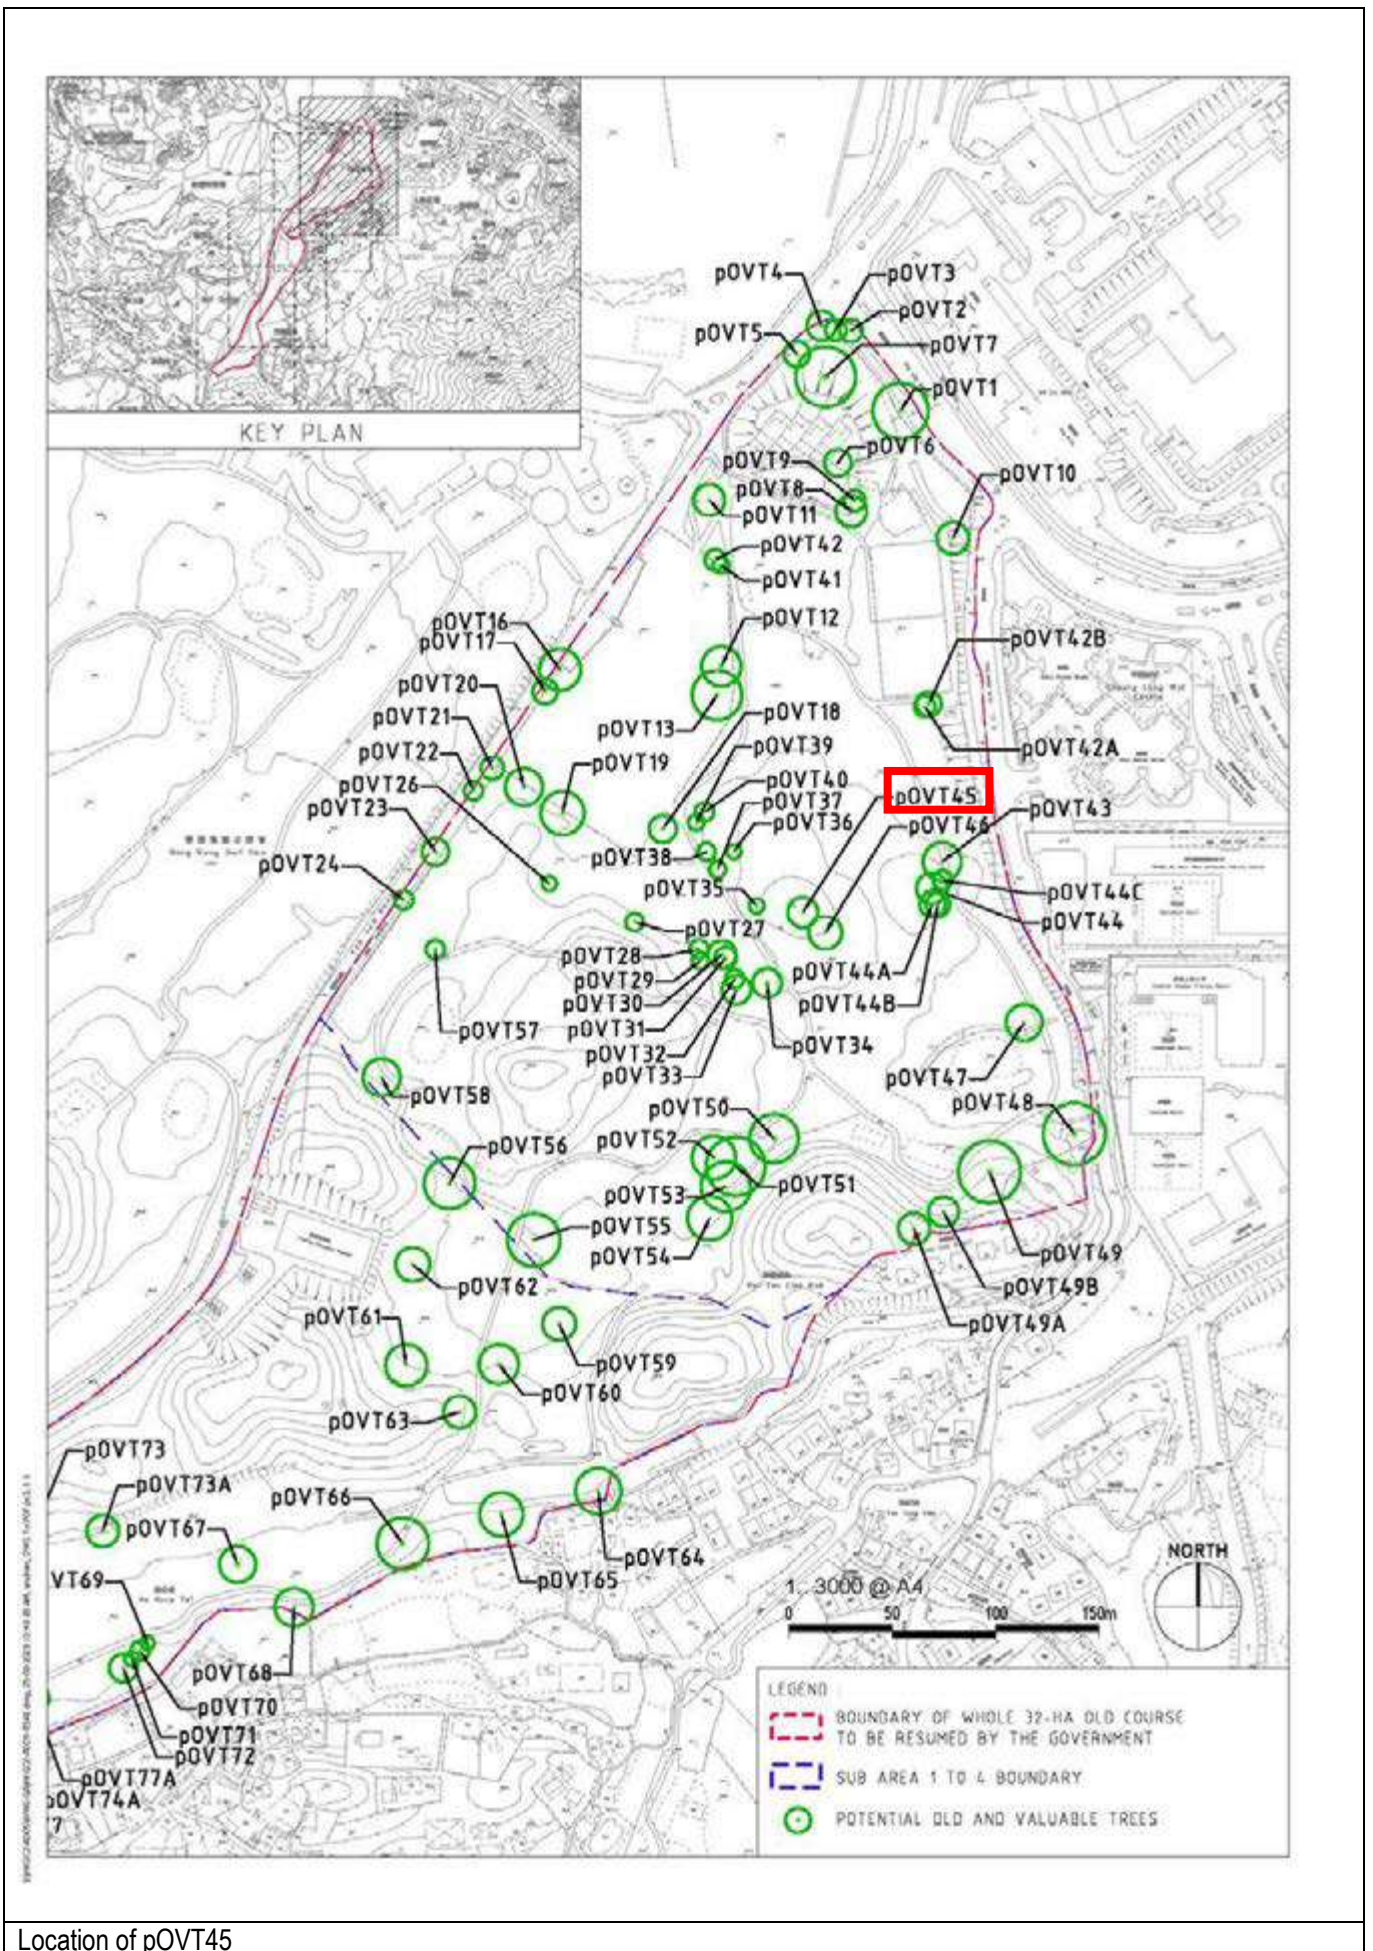 KEY PLAN
pOVT4
pOVT3
pOVT2
pOVT5
pOVT7
pOVT1
pOVT6
pOVT9
pOVT10
pOVT8
pOVT11
pOVT42
pOVT41
pOVT12
pOVT16
pOVT17
pOVT42B
pOVT20
pOVT18
pOVT21
pOVT13
pOVT39
pOVT42A
pOVT22
pOVT19
pOVT26
pOVT40
pOVT45
pOVT37
pOVT23
pOVT43
pOVT36
pOVT46
pOVT38
pOVT24
pOVT35
pOVT44C
pOVT44
pOVT27
pOVT28
pOVT29
pOVT44A
pOVT30
pOVT44B
pOVT57
pOVT31
pOVT34
pOVT32
pOVT33
pOVT47
pOVT58
pOVT50
pOVT48
pOVT52
pOVT56
pOVT51
pOVT53
pOVT55
pOVT54
pOVT49
pOVT62
pOVT49B
pOVT61
pOVT49A
pOVT59
pOVT60
pOVT63
pOVT73
pOVT73A
pOVT66
pOVT67
pOVT64
NORTH
VT69
pOVT65
1:3000 @ A4
0 50 100 150m
pOVT68
pOVT70
pOVT71
pOVT72
pOVT77A
pOVT74A
LEGEND
BOUNDARY OF WHOLE 32-HA OLD COURSE
TO BE RESUMED BY THE GOVERNMENT
SUB AREA 1 TO 4 BOUNDARY
POTENTIAL OLD AND VALUABLE TREES
Location of pOVT45